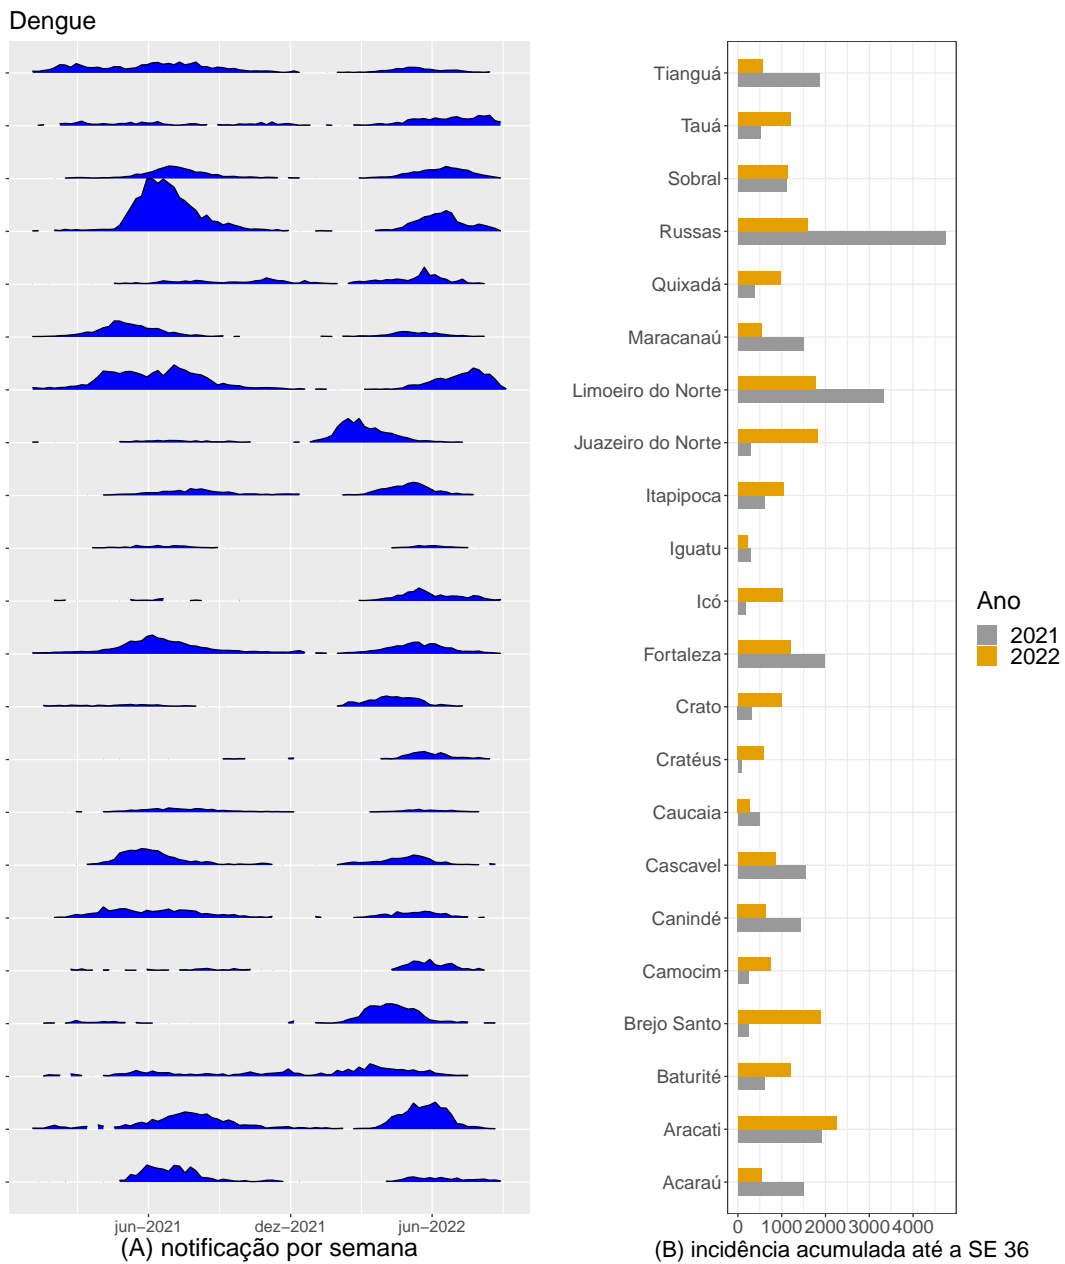 Dengue
Tianguá
Tauá
Sobral
Russas
Quixadá
Maracanaú
Limoeiro do Norte
Juazeiro do Norte
Itapipoca
Iguatu
Icó
Fortaleza
Crato
Cratéus
Caucaia
Cascavel
Canindé
Camocim
Brejo Santo
Baturité
Aracati
Acaraú
Ano
2021
2022
jun−2021 dez−2021 jun−2022
0 1000 2000 3000 4000
(A) notificação por semana
(B) incidência acumulada até a SE 36